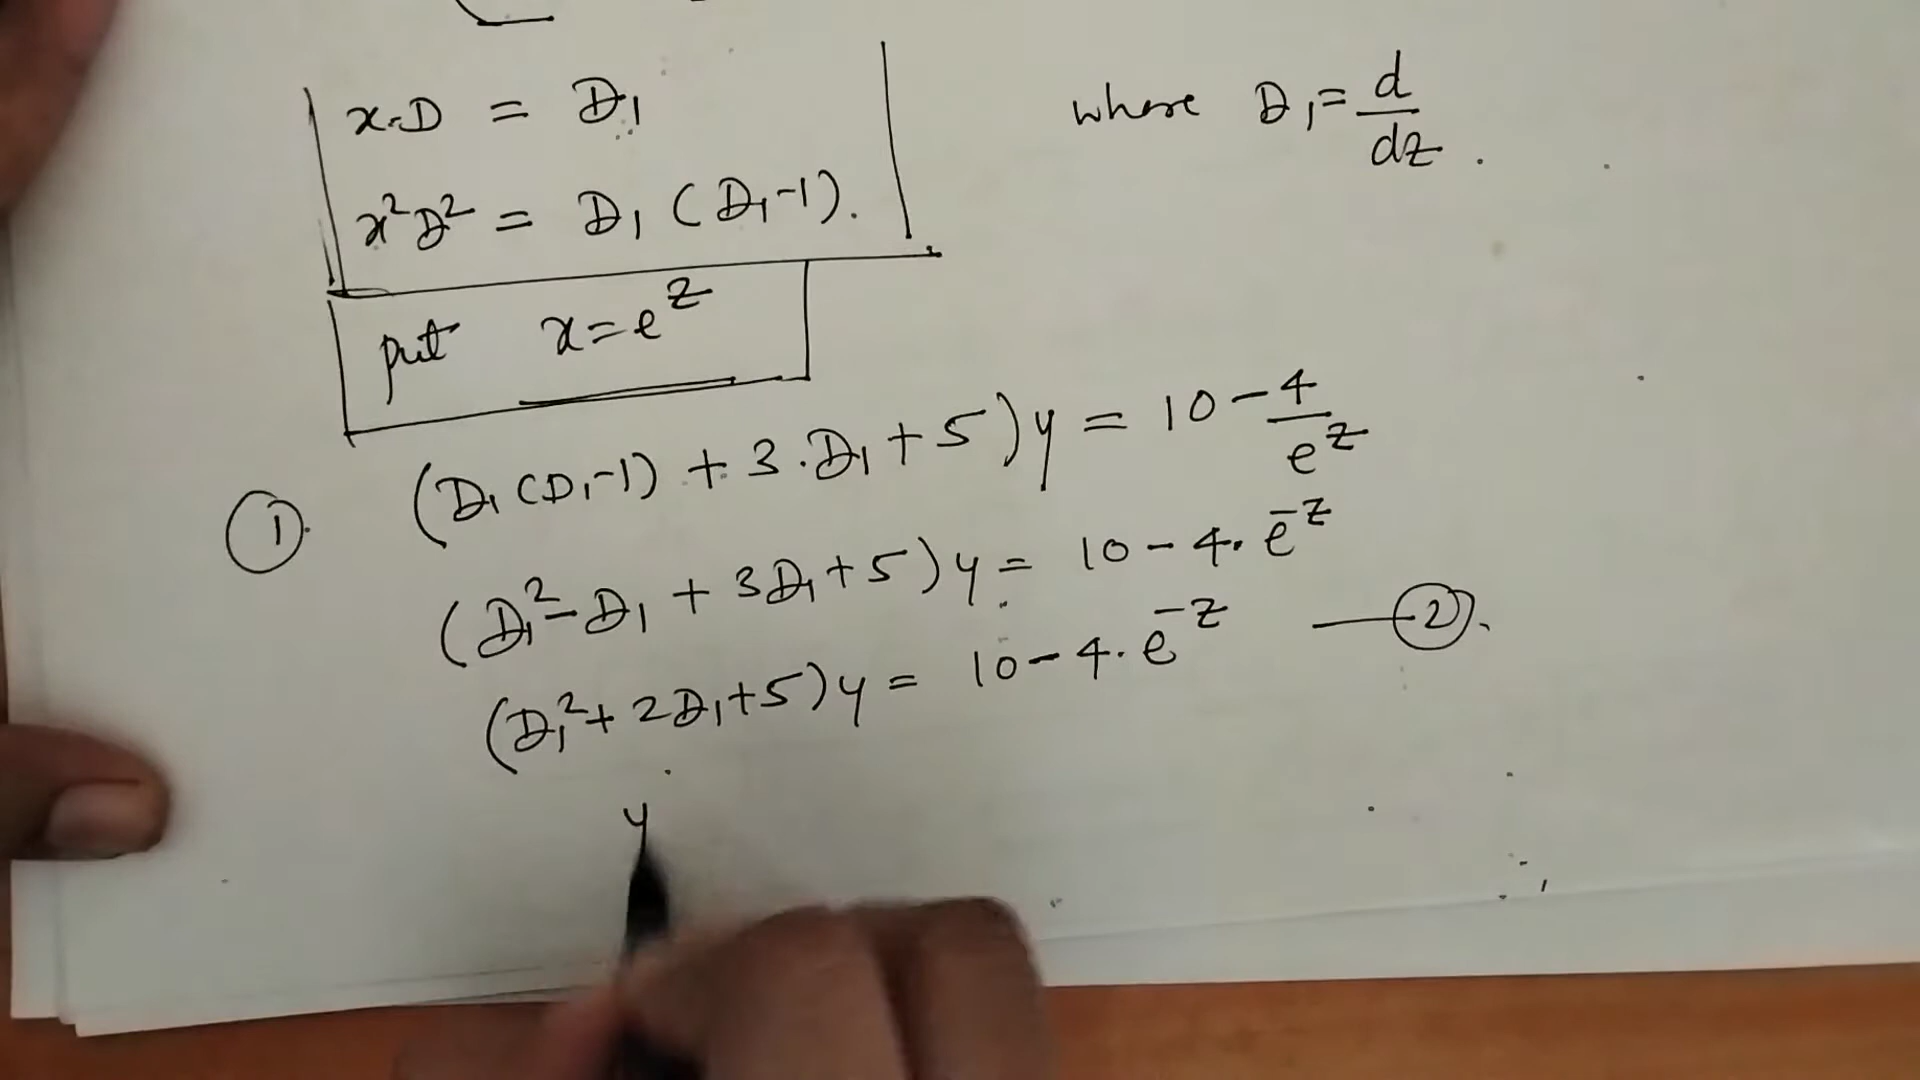 x.D = D₁
where D₁ = d/dz .
x²D² = D₁ (D₁-1).
put x = e^z
① (D₁(D₁-1) + 3.D₁ + 5)y = 10 - 4/e^z
(D₁² - D₁ + 3D₁ + 5)y = 10 - 4. e^-z
(D₁² + 2D₁ + 5)y = 10 - 4. e^-z —②.
y